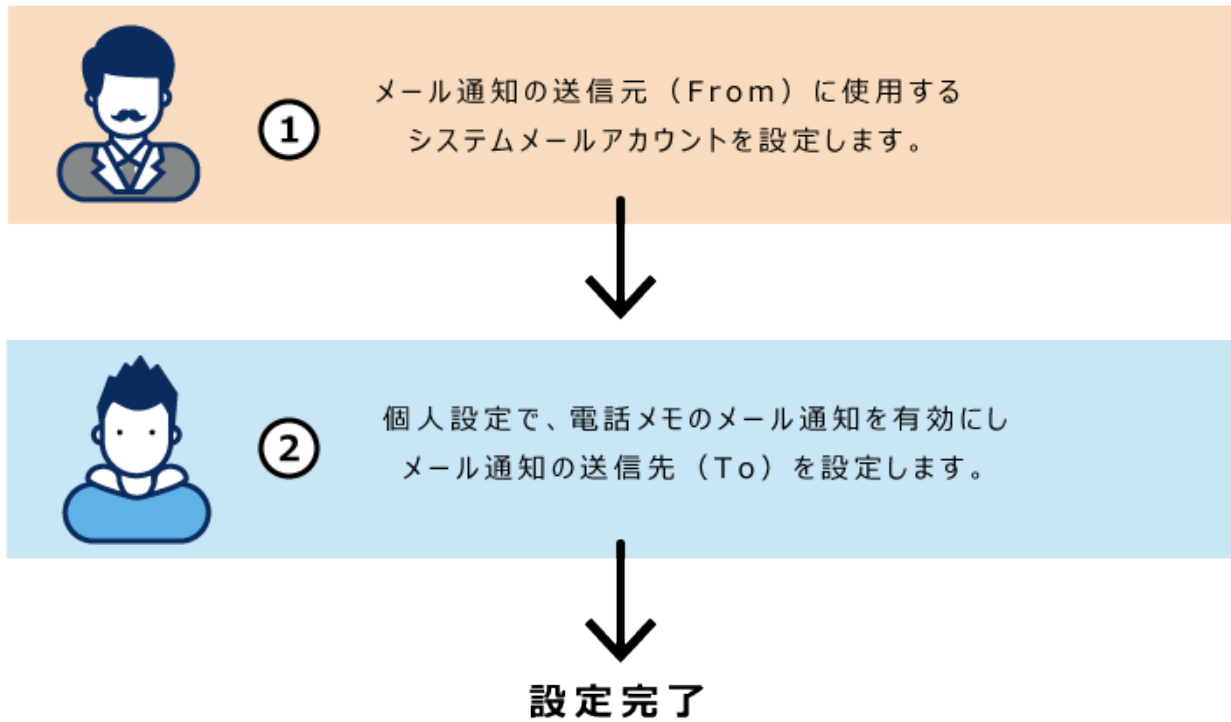 ①
メール通知の送信元（From）に使用する
システムメールアカウントを設定します。
②
個人設定で、電話メモのメール通知を有効にし
メール通知の送信先（To）を設定します。
設定完了